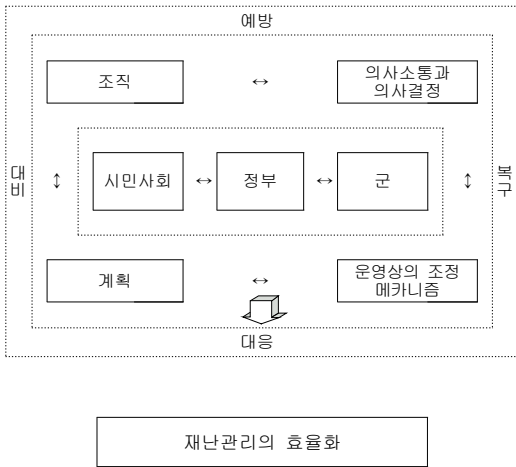 예방
조직 ↔ 의사소통과
의사결정
대비 ↕ 시민사회 ↔ 정부 ↔ 군 ↕ 복구
계획 ↔ 운영상의 조정
메카니즘
대응
재난관리의 효율화